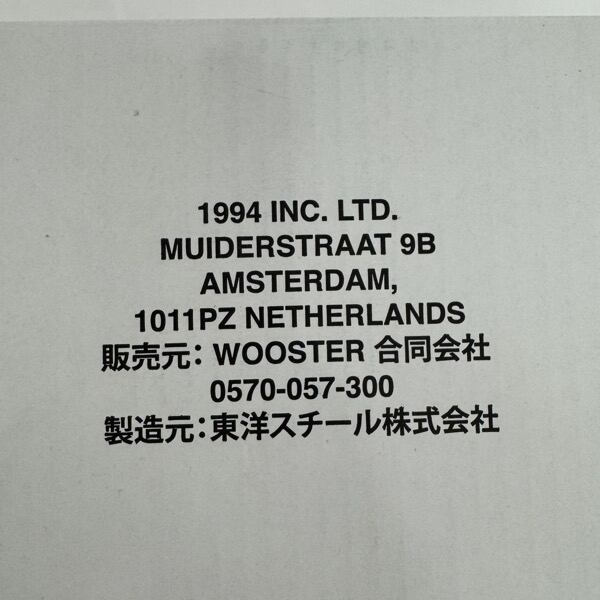 1994 INC. LTD.
MUIDERSTRAAT 9B
AMSTERDAM,
1011PZ NETHERLANDS
販売元: WOOSTER 合同会社
0570-057-300
製造元:東洋スチール株式会社